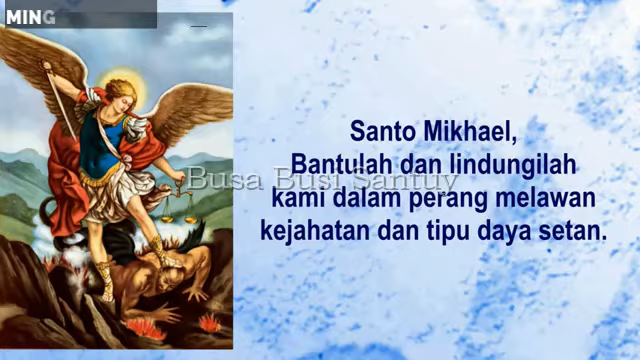 MING
Santo Mikhael,
Bantulah dan lindungilah
Busa Busi Santuy
kami dalam perang melawan
kejahatan dan tipu daya setan.